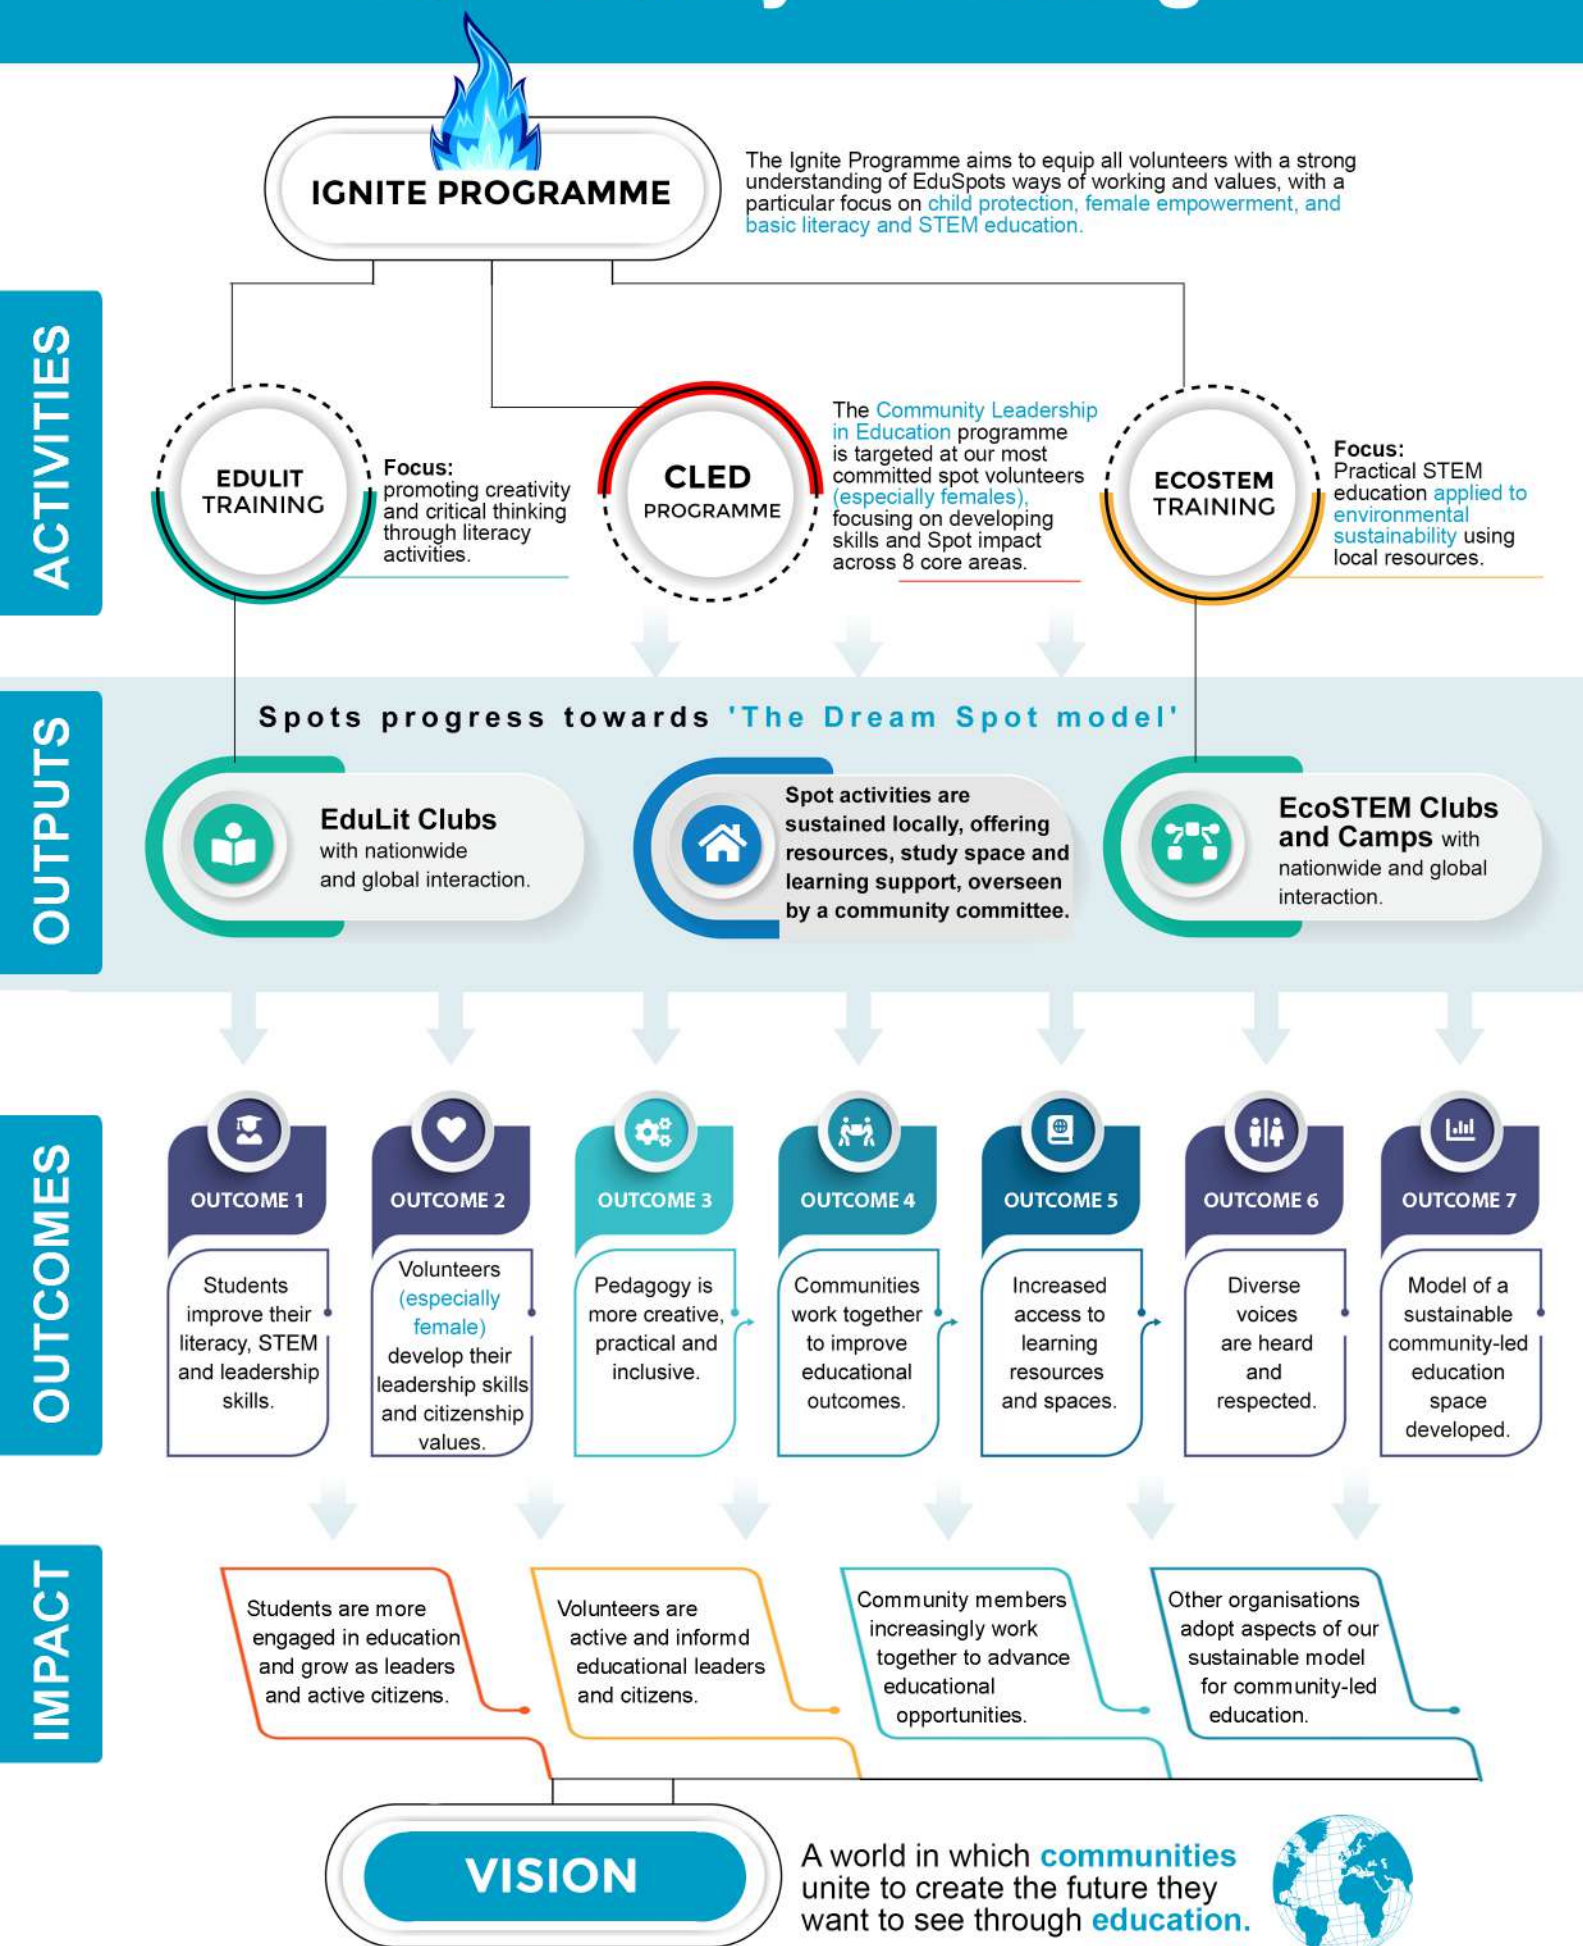 IGNITE PROGRAMME
The Ignite Programme aims to equip all volunteers with a strong
understanding of EduSpots ways of working and values, with a
particular focus on child protection, female empowerment, and
basic literacy and STEM education.
ACTIVITIES
EDULIT
TRAINING
Focus:
promoting creativity
and critical thinking
through literacy
activities.
CLED
PROGRAMME
The Community Leadership
in Education programme
is targeted at our most
committed spot volunteers
(especially females),
focusing on developing
skills and Spot impact
across 8 core areas.
ECOSTEM
TRAINING
Focus:
Practical STEM
education applied to
environmental
sustainability using
local resources.
OUTPUTS
Spots progress towards 'The Dream Spot model'
EduLit Clubs
with nationwide
and global interaction.
Spot activities are
sustained locally, offering
resources, study space and
learning support, overseen
by a community committee.
EcoSTEM Clubs
and Camps with
nationwide and global
interaction.
OUTCOMES
OUTCOME 1
Students
improve their
literacy, STEM
and leadership
skills.
OUTCOME 2
Volunteers
(especially
female)
develop their
leadership skills
and citizenship
values.
OUTCOME 3
Pedagogy is
more creative,
practical and
inclusive.
OUTCOME 4
Communities
work together
to improve
educational
outcomes.
OUTCOME 5
Increased
access to
learning
resources
and spaces.
OUTCOME 6
Diverse
voices
are heard
and
respected.
OUTCOME 7
Model of a
sustainable
community-led
education
space
developed.
IMPACT
Students are more
engaged in education
and grow as leaders
and active citizens.
Volunteers are
active and informd
educational leaders
and citizens.
Community members
increasingly work
together to advance
educational
opportunities.
Other organisations
adopt aspects of our
sustainable model
for community-led
education.
VISION
A world in which communities
unite to create the future they
want to see through education.